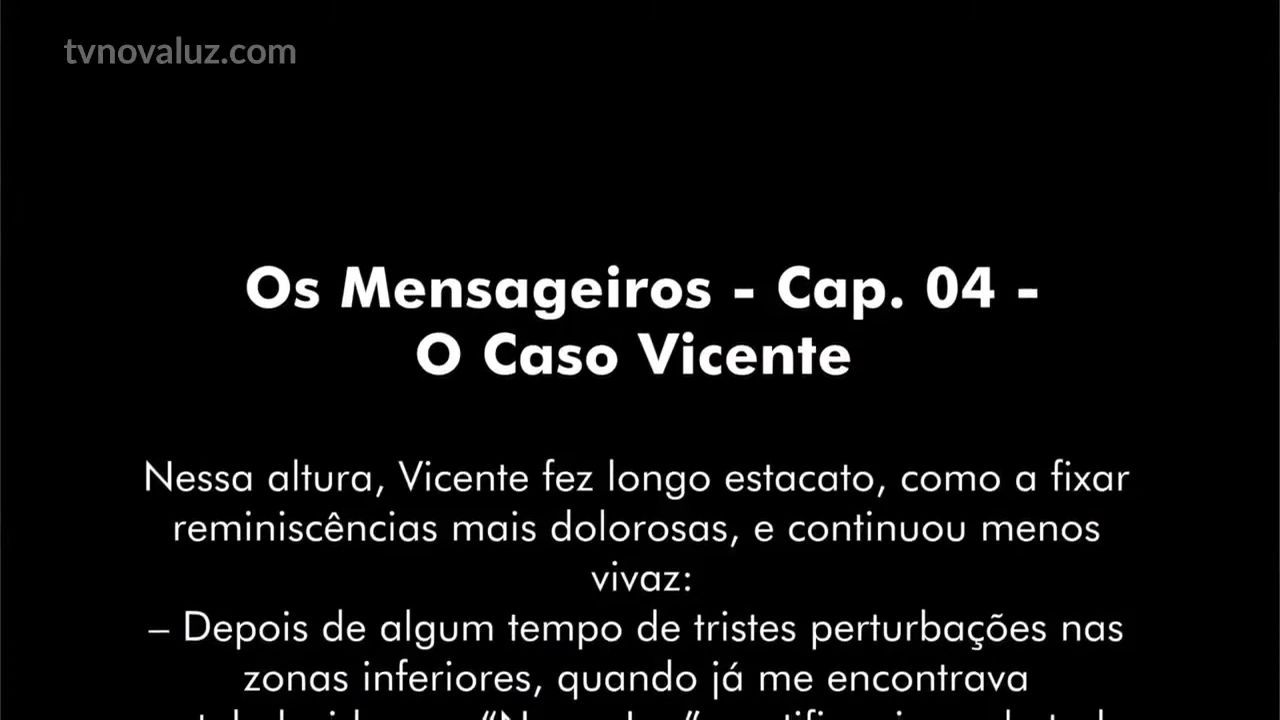 tvnovaluz.com
Os Mensageiros - Cap. 04 -
O Caso Vicente
Nessa altura, Vicente fez longo estacato, como a fixar
reminiscências mais dolorosas, e continuou menos
vivaz:
– Depois de algum tempo de tristes perturbações nas
zonas inferiores, quando já me encontrava